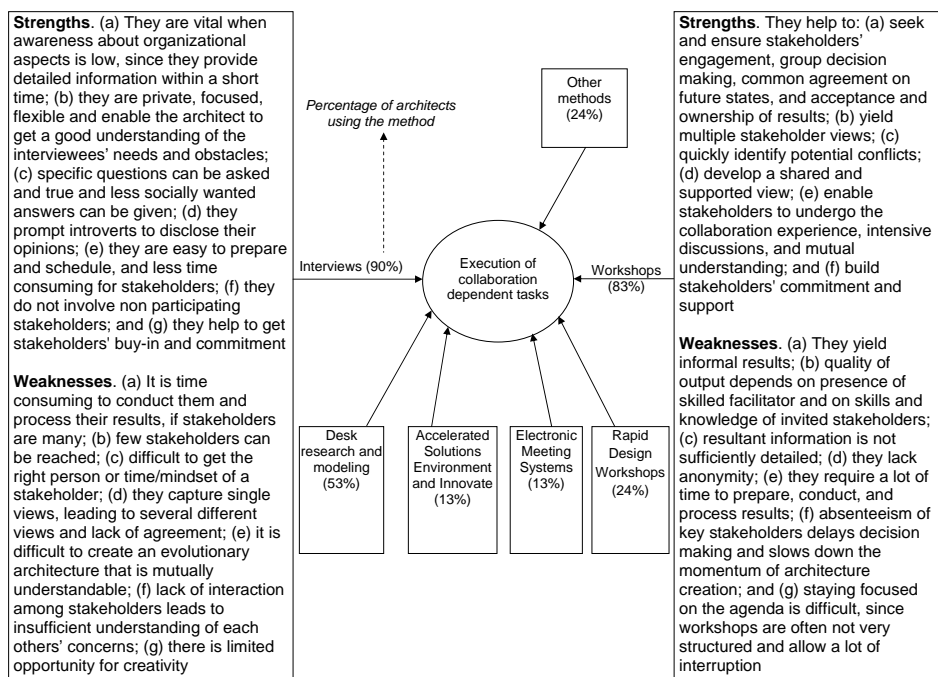 Strengths. (a) They are vital when
awareness about organizational
aspects is low, since they provide
detailed information within a short
time; (b) they are private, focused,
flexible and enable the architect to
get a good understanding of the
interviewees’ needs and obstacles;
(c) specific questions can be asked
and true and less socially wanted
answers can be given; (d) they
prompt introverts to disclose their
opinions; (e) they are easy to prepare
and schedule, and less time
consuming for stakeholders; (f) they
do not involve non participating
stakeholders; and (g) they help to get
stakeholders' buy-in and commitment
Weaknesses. (a) It is time
consuming to conduct them and
process their results, if stakeholders
are many; (b) few stakeholders can
be reached; (c) difficult to get the
right person or time/mindset of a
stakeholder; (d) they capture single
views, leading to several different
views and lack of agreement; (e) it is
difficult to create an evolutionary
architecture that is mutually
understandable; (f) lack of interaction
among stakeholders leads to
insufficient understanding of each
others’ concerns; (g) there is limited
opportunity for creativity
Percentage of architects
using the method
Other
methods
(24%)
Interviews (90%)
Execution of
collaboration
dependent tasks
Workshops
(83%)
Desk
research and
modeling
(53%)
Accelerated
Solutions
Environment
and Innovate
(13%)
Electronic
Meeting
Systems
(13%)
Rapid
Design
Workshops
(24%)
Strengths. They help to: (a) seek
and ensure stakeholders’
engagement, group decision
making, common agreement on
future states, and acceptance and
ownership of results; (b) yield
multiple stakeholder views; (c)
quickly identify potential conflicts;
(d) develop a shared and
supported view; (e) enable
stakeholders to undergo the
collaboration experience, intensive
discussions, and mutual
understanding; and (f) build
stakeholders' commitment and
support
Weaknesses. (a) They yield
informal results; (b) quality of
output depends on presence of
skilled facilitator and on skills and
knowledge of invited stakeholders;
(c) resultant information is not
sufficiently detailed; (d) they lack
anonymity; (e) they require a lot of
time to prepare, conduct, and
process results; (f) absenteeism of
key stakeholders delays decision
making and slows down the
momentum of architecture
creation; and (g) staying focused
on the agenda is difficult, since
workshops are often not very
structured and allow a lot of
interruption